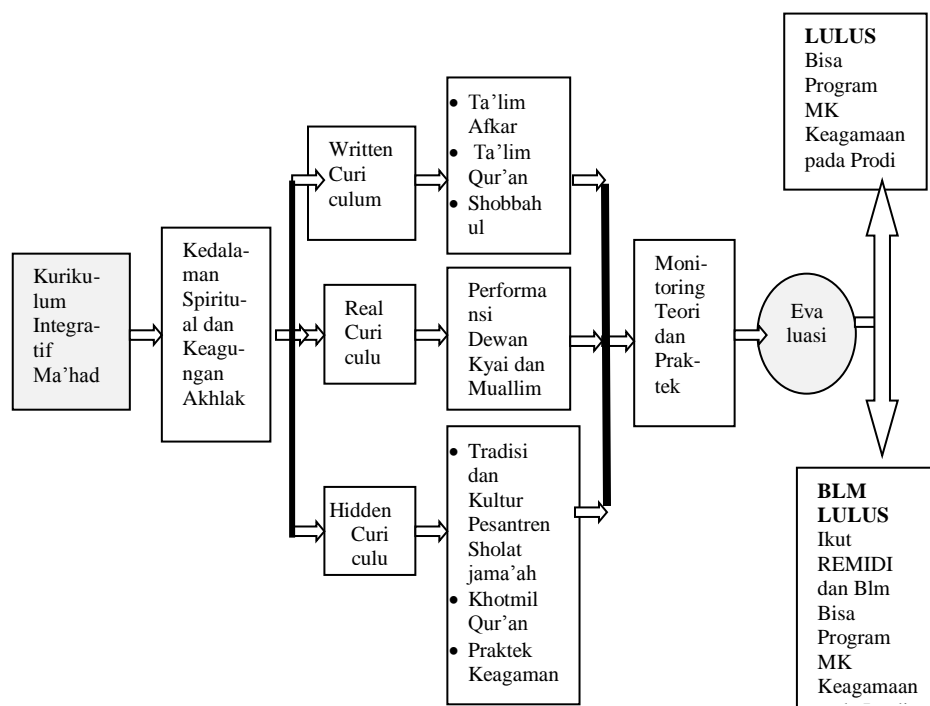 Kuriku-
lum
Integra-
tif
Ma’had
Kedala-
man
Spiritu-
al dan
Keagu-
ngan
Akhlak
Written
Curi
culum
Real
Curi
culu
Hidden
Curi
culu
• Ta’lim
Afkar
• Ta’lim
Qur’an
• Shobbah
ul
Performa
nsi
Dewan
Kyai dan
Muallim
• Tradisi
dan
Kultur
Pesantren
Sholat
jama’ah
• Khotmil
Qur’an
• Praktek
Keagaman
Moni-
toring
Teori
dan
Prak-
tek
Eva
luasi
LULUS
Bisa
Program
MK
Keagamaan
pada Prodi
BLM
LULUS
Ikut
REMIDI
dan Blm
Bisa
Program
MK
Keagamaan